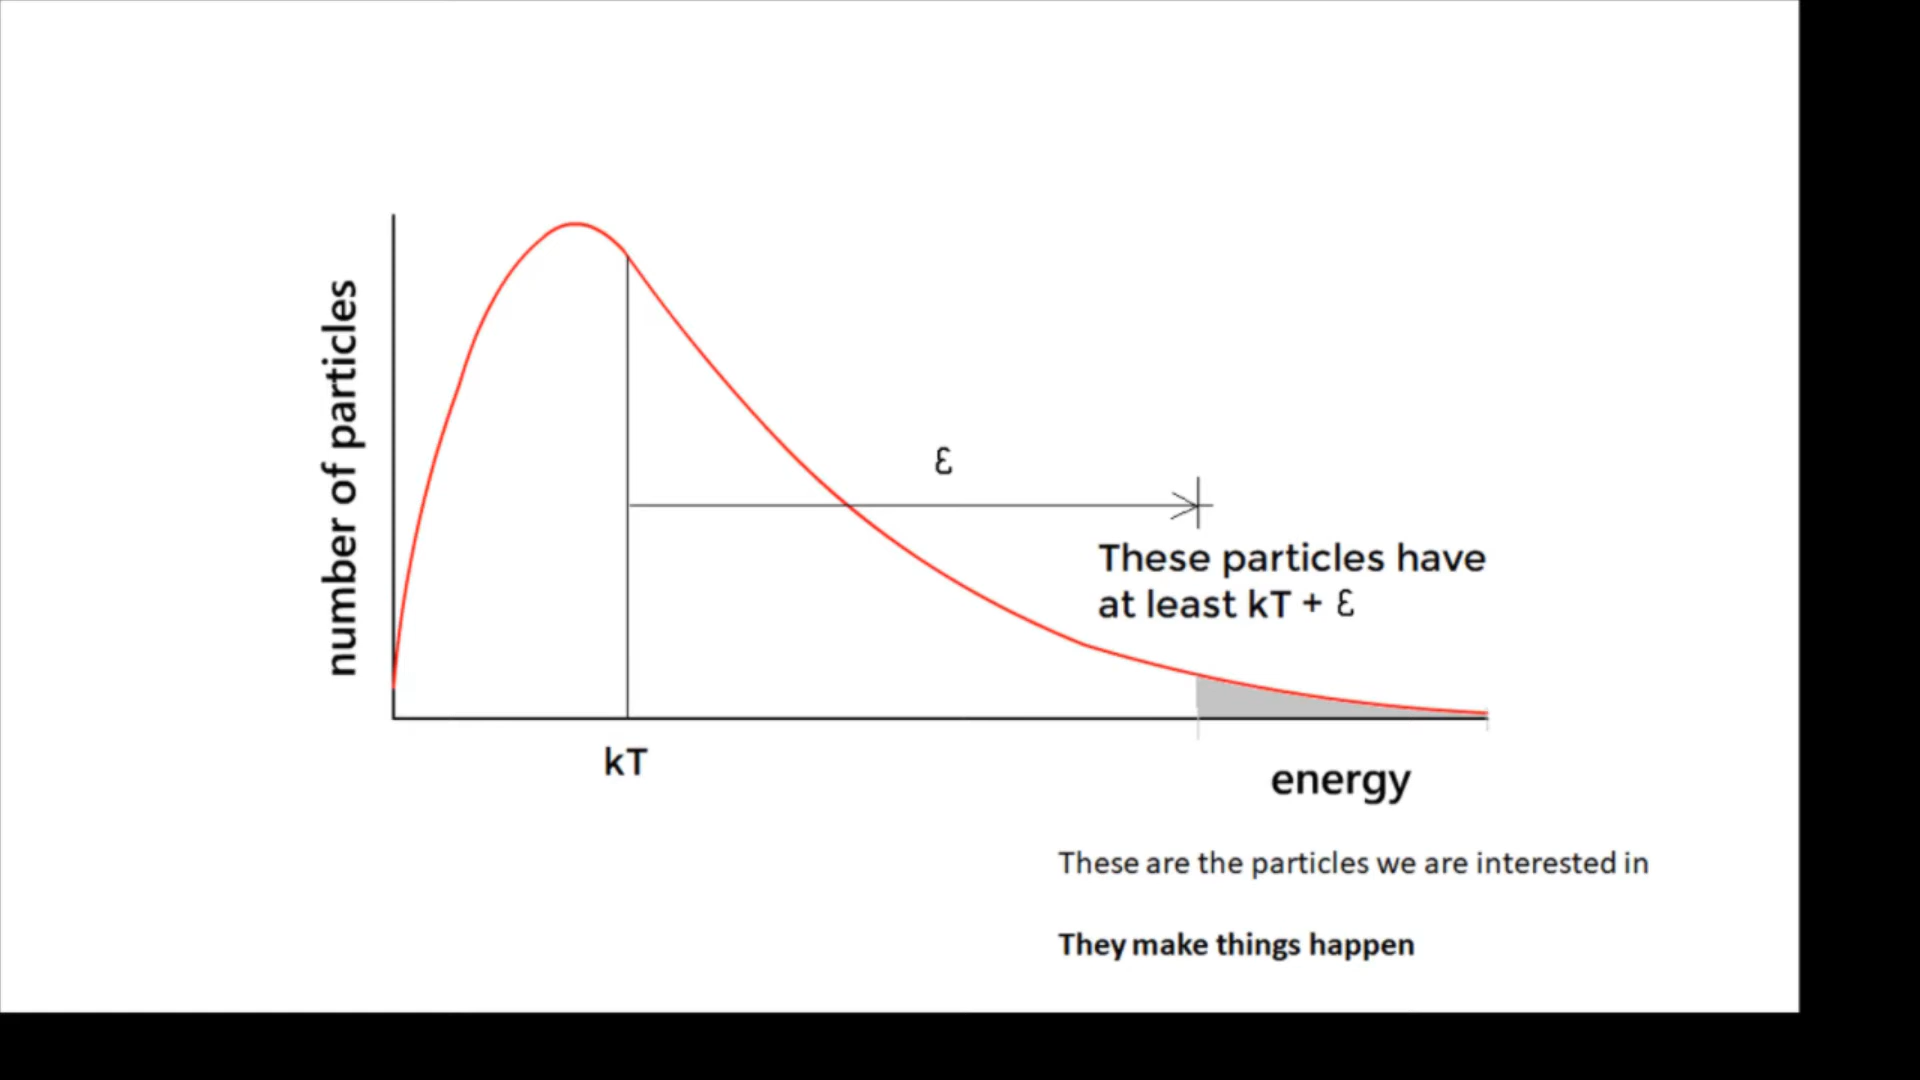 number of particles
ε
These particles have
at least kT + ε
kT
energy
These are the particles we are interested in
They make things happen